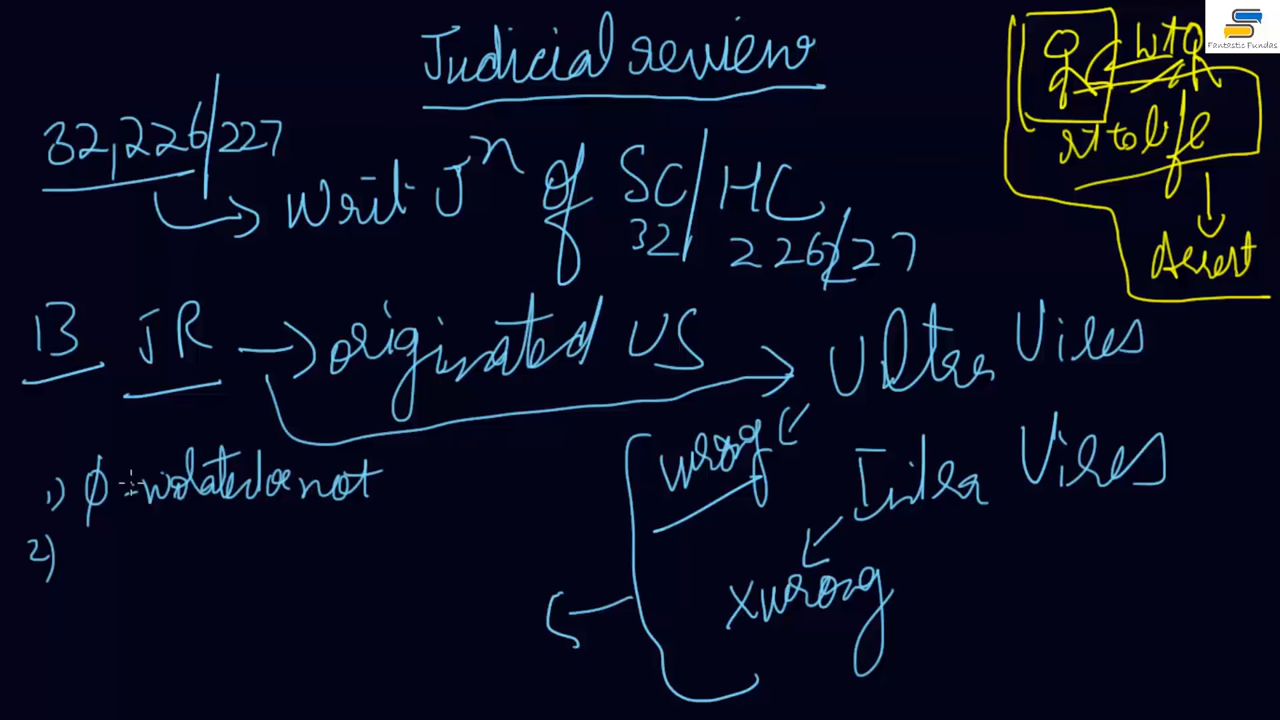 Judicial review
Fantastic Fundas
rt to life
Arrest
32, 226/227
Writ Jn of SC/HC
32 226/27
13 JR originated US
Ultra Vires
wrong
Intra Vires
x wrong
1) violated or not
2)